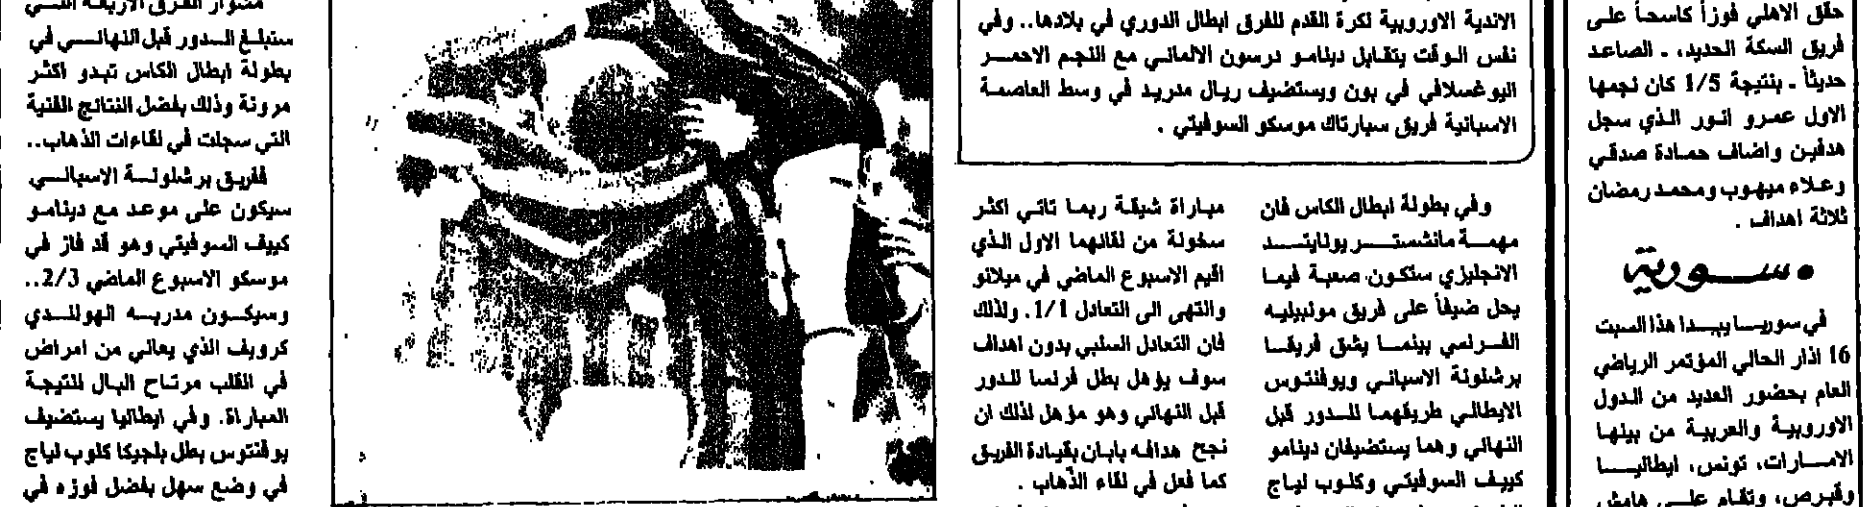 حقق الاهلي فوزاً كاسحاً على
فريق السكة الحديد، ـ الصاعد
حديثاً ـ بنتيجة 1/5 كان نجمها
الاول عمرو انور الذي سجل
هدفين واضاف حمادة صدقي
وعلاء ميهوب ومحمد رمضان
ثلاثة اهداف .
• سورية
في سوريا يبدا هذا السبت
16 اذار الحالي المؤتمر الرياضي
العام بحضور العديد من الدول
الاوروبية والعربية من بينها
الامارات، تونس، ايطاليا
وقبرص، وتقام على هامش
الاندية الاوروبية لكرة القدم للفرق ابطال الدوري في بلادها.. وفي
نفس الوقت يتقابل دينامو درسون الالماني مع النجم الاحمر
اليوغسلافي في بون ويستضيف ريال مدريد في وسط العاصمة
الاسبانية فريق سبارتاك موسكو السوفيتي .
وفي بطولة ابطال الكاس فان
مهمة مانشستر يونايتد
الانجليزي ستكون صعبة فيما
يحل ضيفاً على فريق مونبيليه
الفرنسي بينما يشق فريقا
برشلونة الاسباني ويوفنتوس
الايطالي طريقهما للدور قبل
النهائي وهما يستضيفان دينامو
كييف السوفيتي وكلوب لياج
مباراة شيقة ربما تاتي اكثر
سخونة من لقائهما الاول الذي
اقيم الاسبوع الماضي في ميلانو
وانتهى الى التعادل 1/1. ولذلك
فان التعادل السلبي بدون اهداف
سوف يؤهل بطل فرنسا للدور
قبل النهائي وهو مؤهل لذلك ان
نجح هدافه بابان بقيادة الفريق
كما فعل في لقاء الذهاب .
مشوار الفرق الاربعة التي
ستبلغ الدور قبل النهائي في
بطولة ابطال الكاس تبدو اكثر
مرونة وذلك بفضل النتائج الفنية
التي سجلت في لقاءات الذهاب..
ففريق برشلونة الاسباني
سيكون على موعد مع دينامو
كييف السوفيتي وهو قد فاز في
موسكو الاسبوع الماضي 2/3..
وسيكون مدربه الهولندي
كرويف الذي يعاني من امراض
في القلب مرتاح البال لنتيجة
المباراة. وفي ايطاليا يستضيف
يوفنتوس بطل بلجيكا كلوب لياج
في وضع سهل بفضل فوزه في